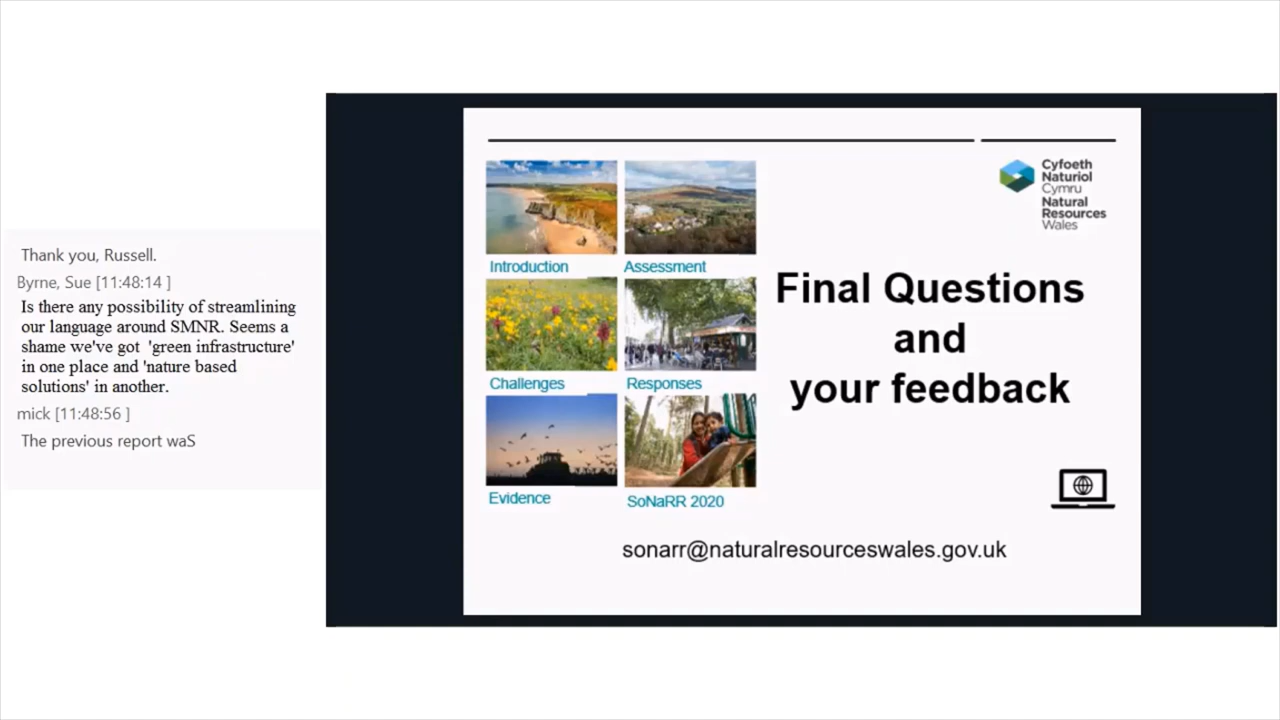 Thank you, Russell.
Byrne, Sue [11:48:14 ]
Is there any possibility of streamlining
our language around SMNR. Seems a
shame we've got  'green infrastructure'
in one place and 'nature based
solutions' in another.
mick [11:48:56 ]
The previous report waS
Cyfoeth
Naturiol
Cymru
Natural
Resources
Wales
Introduction
Assessment
Challenges
Responses
Evidence
SoNaRR 2020
Final Questions
and
your feedback
sonarr@naturalresourceswales.gov.uk